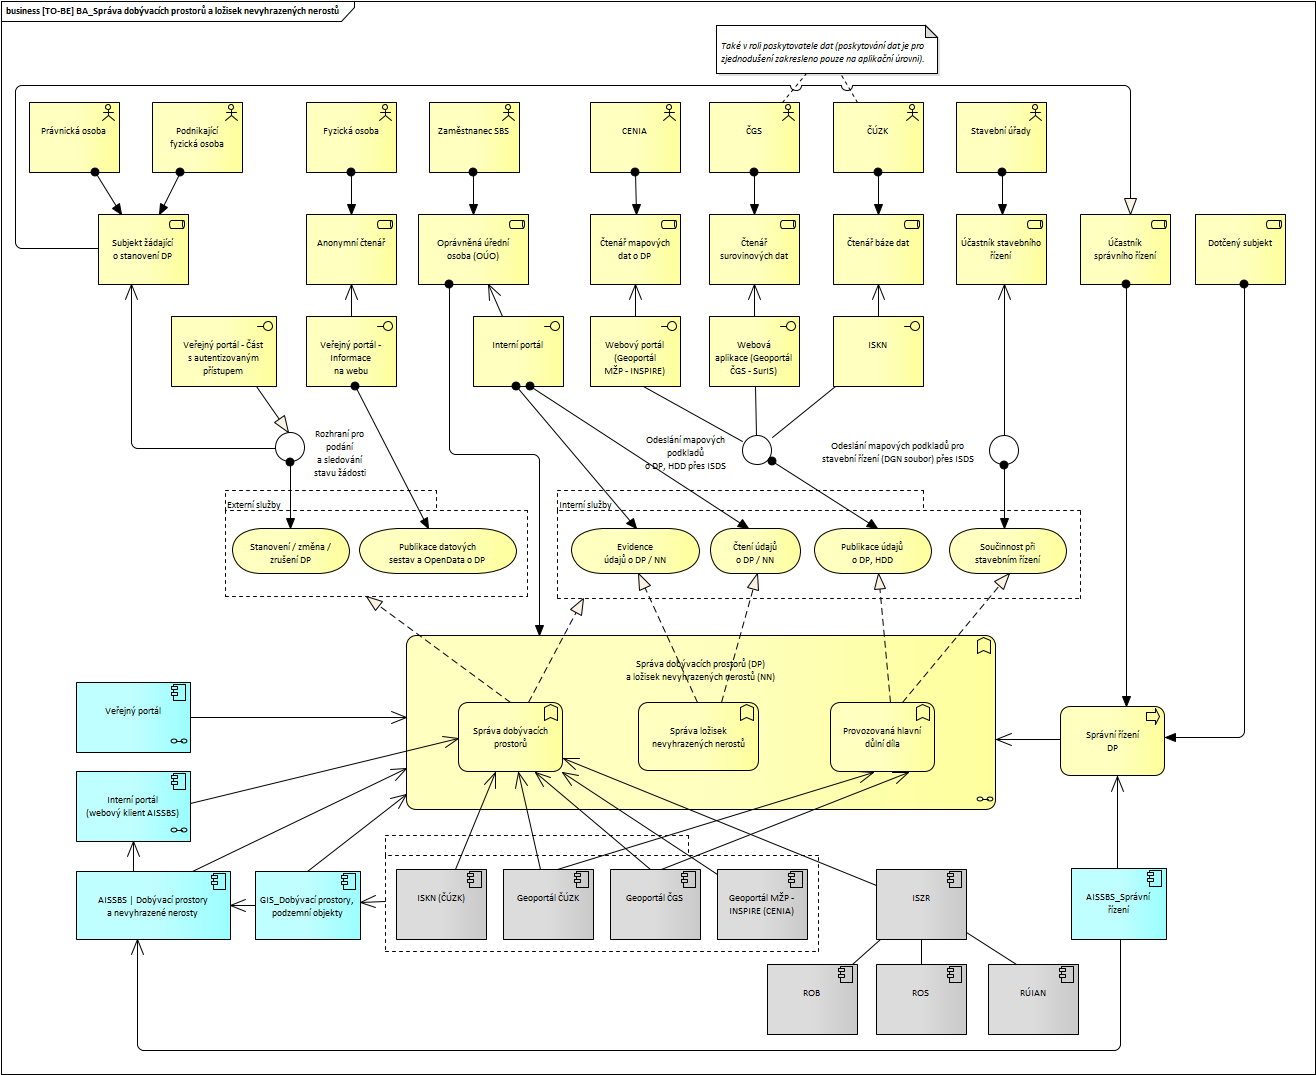 business [TO-BE] BA_Správa dobývacích prostorů a ložisek nevyhrazených nerostů
Také v roli poskytovatele dat (poskytování dat je pro
zjednodušení zakresleno pouze na aplikační úrovni).
Právnická osoba
Podnikající
fyzická osoba
Fyzická osoba
Zaměstnanec SBS
CENIA
ČGS
ČÚZK
Stavební úřady
Subjekt žádající
o stanovení DP
Anonymní čtenář
Oprávněná úřední
osoba (OÚO)
Čtenář mapových
dat o DP
Čtenář
surovinových dat
Čtenář báze dat
Účastník stavebního
řízení
Účastník
správního řízení
Dotčený subjekt
Veřejný portál - Část
s autentizovaným
přístupem
Veřejný portál -
Informace
na webu
Interní portál
Webový portál
(Geoportál
MŽP - INSPIRE)
Webová
aplikace (Geoportál
ČGS - SurIS)
ISKN
Rozhraní pro
podání
a sledování
stavu žádosti
Odeslání mapových
podkladů
o DP, HDD přes ISDS
Odeslání mapových podkladů pro
stavební řízení (DGN soubor) přes ISDS
Externí služby
Interní služby
Stanovení / změna /
zrušení DP
Publikace datových
sestav a OpenData o DP
Evidence
údajů o DP / NN
Čtení údajů
o DP / NN
Publikace údajů
o DP, HDD
Součinnost při
stavebním řízení
Správa dobývacích prostorů (DP)
a ložisek nevyhrazených nerostů (NN)
Správa dobývacích
prostorů
Správa ložisek
nevyhrazených nerostů
Provozovaná hlavní
důlní díla
Správní řízení
DP
Veřejný portál
Interní portál
(webový klient AISSBS)
AISSBS | Dobývací prostory
a nevyhrazené nerosty
GIS_Dobývací prostory,
podzemní objekty
ISKN (ČÚZK)
Geoportál ČÚZK
Geoportál ČGS
Geoportál MŽP -
INSPIRE (CENIA)
ISZR
AISSBS_Správní
řízení
ROB
ROS
RÚIAN